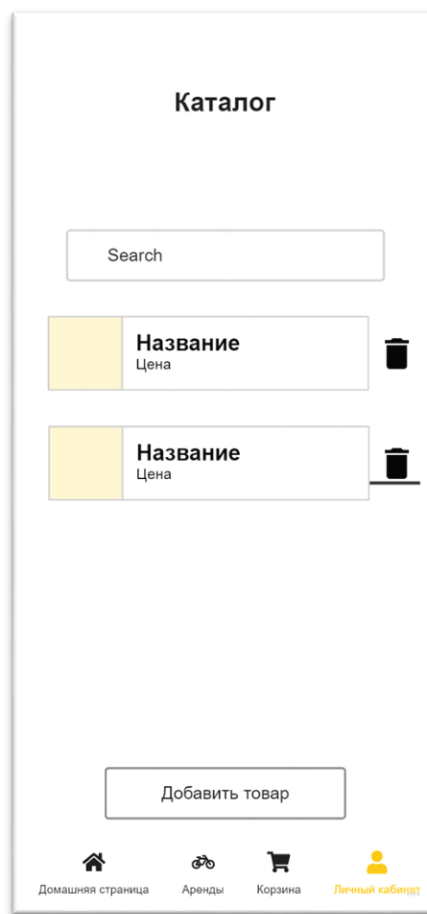 Каталог
Search
Название
Цена
Название
Цена
Добавить товар
Домашняя страница
Аренды
Корзина
Личный кабинет